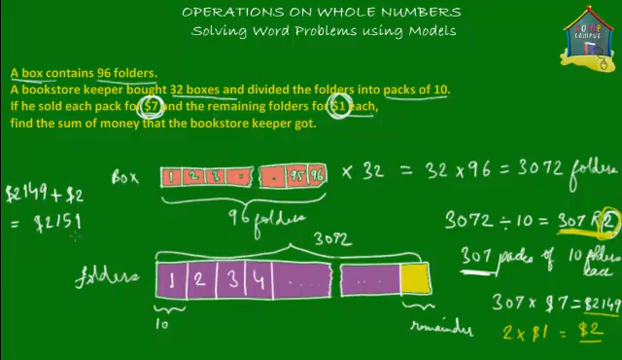 OPERATIONS ON WHOLE NUMBERS
Solving Word Problems using Models
HOME
CAMPUS
A box contains 96 folders.
A bookstore keeper bought 32 boxes and divided the folders into packs of 10.
If he sold each pack for $7 and the remaining folders for $1 each,
find the sum of money that the bookstore keeper got.
Box 1 2 3 . . 95 96 × 32 = 32 × 96 = 3072 folders
96 folders
$2149 + $2
= $2151
3072 ÷ 10 = 307 R 2
3072
307 packs of 10 folders each
folders 1 2 3 4 ..... ...
10
remainder
307 × $7 = $2149
2 × $1 = $2